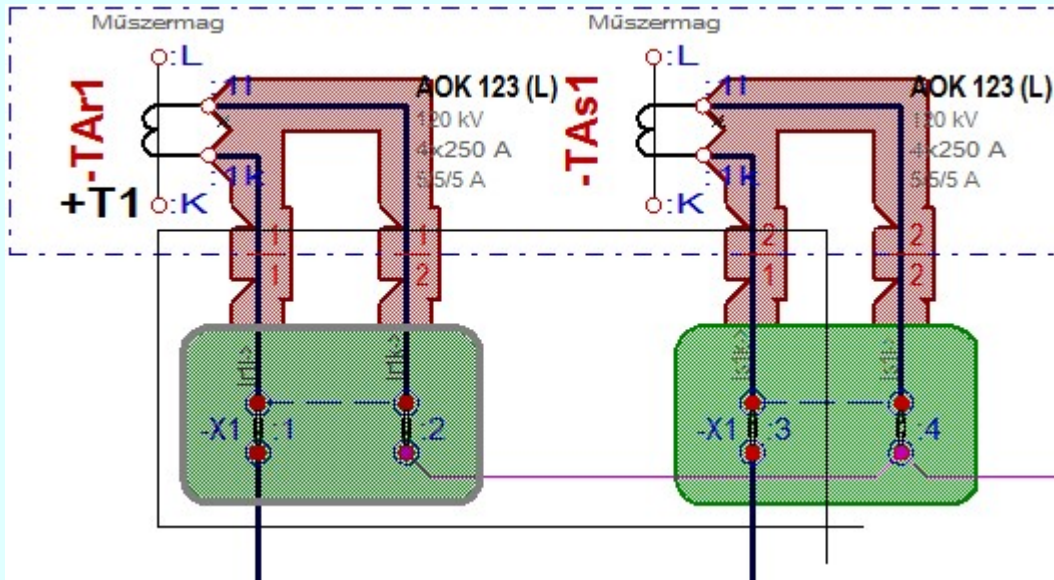 Műszermag
Műszermag
:L
:L
:1l
:1l
AOK 123 (L)
AOK 123 (L)
120 kV
120 kV
4x250 A
4x250 A
5/5/5 A
5/5/5 A
-TAr1
-TAs1
:1k
:1k
+T1
:K
:K
1
1
2
2
1
2
1
2
-X1
:1
:2
-X1
:3
:4